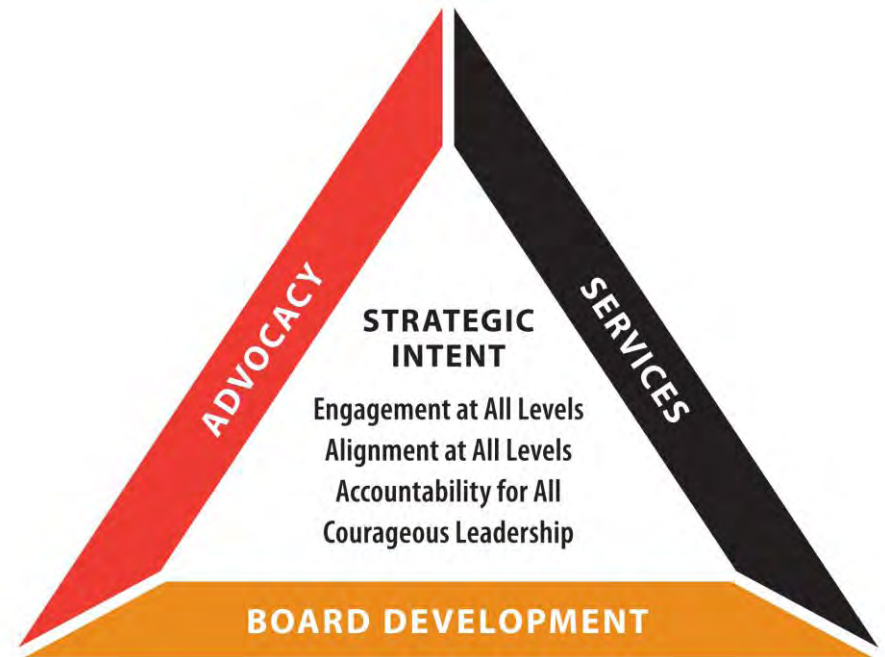 ADVOCACY
SERVICES
STRATEGIC
INTENT
Engagement at All Levels
Alignment at All Levels
Accountability for All
Courageous Leadership
BOARD DEVELOPMENT